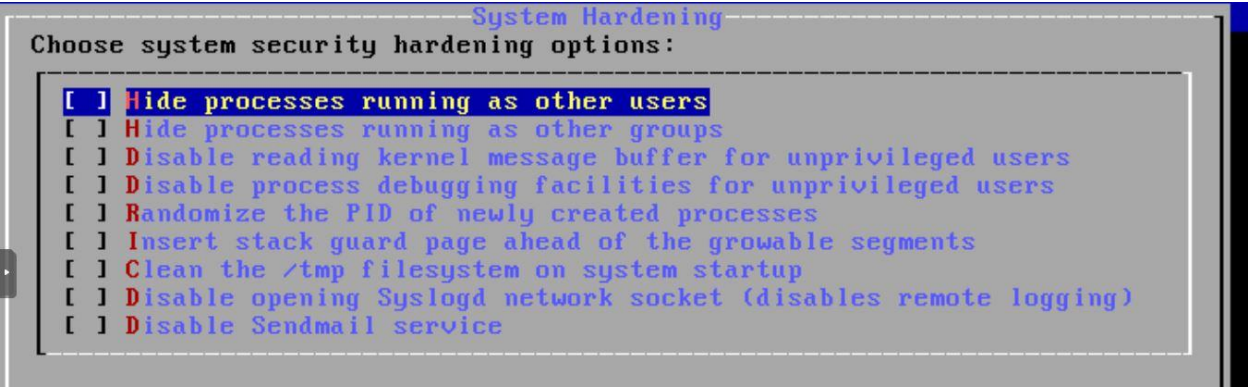 System Hardening
Choose system security hardening options:
[ ] Hide processes running as other users
[ ] Hide processes running as other groups
[ ] Disable reading kernel message buffer for unprivileged users
[ ] Disable process debugging facilities for unprivileged users
[ ] Randomize the PID of newly created processes
[ ] Insert stack guard page ahead of the growable segments
[ ] Clean the /tmp filesystem on system startup
[ ] Disable opening Syslogd network socket (disables remote logging)
[ ] Disable Sendmail service